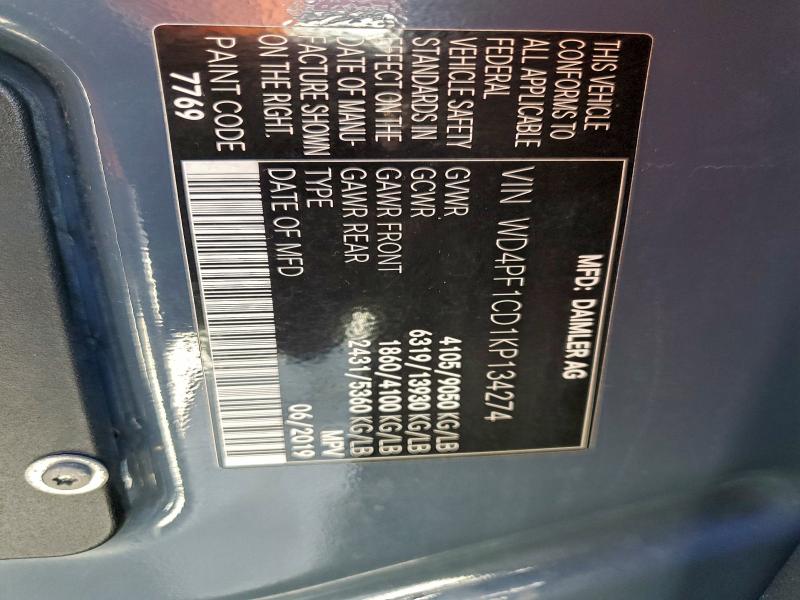 THIS VEHICLE
CONFORMS TO
ALL APPLICABLE
FEDERAL
VEHICLE SAFETY
STANDARDS IN
EFFECT ON THE
DATE OF MANU-
FACTURE SHOWN
ON THE RIGHT.
PAINT CODE
7769
MFD: DAIMLER AG
VIN WD4PF1CD1KP134274
GVWR 4105/9050 KG/LB
GCWR 6319/13930 KG/LB
GAWR FRONT 1860/4100 KG/LB
GAWR REAR 2431/5360 KG/LB
TYPE MPV
DATE OF MFD 06/2019